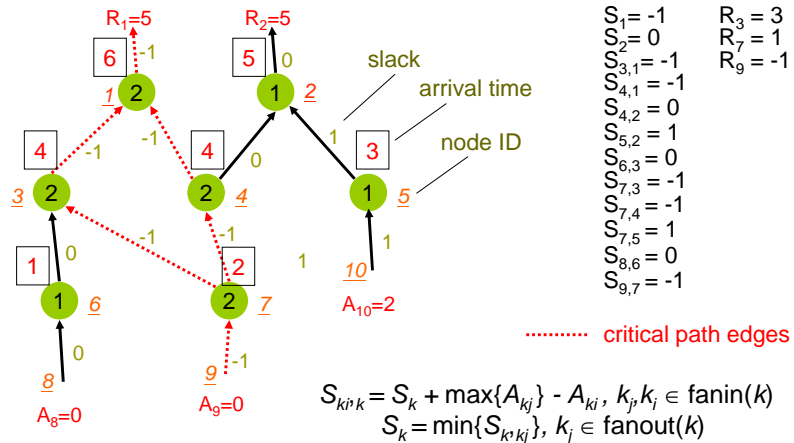 R1=5
R2=5
S1= -1
R3 = 3
-1
0
S2= 0
R7 = 1
6
5
S3,1= -1
R9 = -1
slack
S4,1 = -1
2
1
arrival time
1
2
S4,2 = 0
-1
-1
0
1
node ID
S5,2 = 1
4
4
3
S6,3 = 0
2
2
1
S7,3 = -1
3
4
5
S7,4 = -1
-1
-1
1
S7,5 = 1
0
1
2
1
10
S8,6 = 0
1
2
S9,7 = -1
6
7
A10=2
critical path edges
0
-1
8
9
Ski,k = Sk + max{Akj} - Aki, kj,ki ∈ fanin(k)
A8=0
A9=0
Sk = min{Sk,kj}, kj ∈ fanout(k)